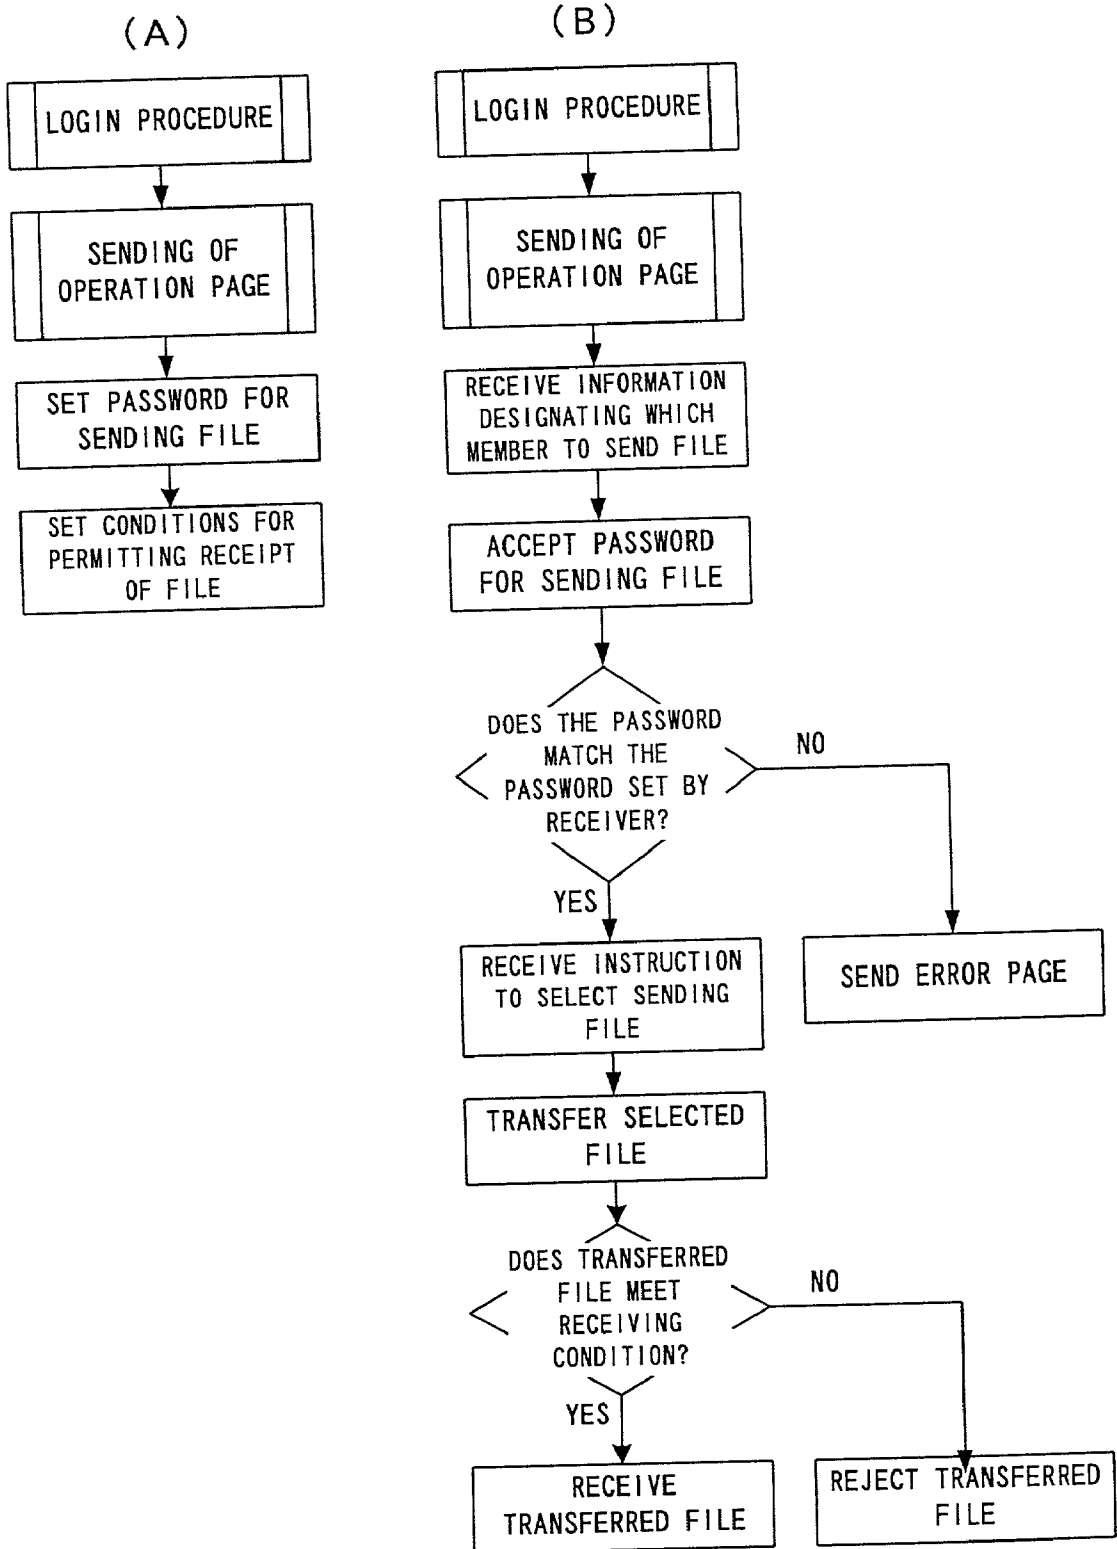 (A)
LOGIN PROCEDURE
SENDING OF
OPERATION PAGE
SET PASSWORD FOR
SENDING FILE
SET CONDITIONS FOR
PERMITTING RECEIPT
OF FILE
(B)
LOGIN PROCEDURE
SENDING OF
OPERATION PAGE
RECEIVE INFORMATION
DESIGNATING WHICH
MEMBER TO SEND FILE
ACCEPT PASSWORD
FOR SENDING FILE
DOES THE PASSWORD
MATCH THE
PASSWORD SET BY
RECEIVER?
NO
YES
RECEIVE INSTRUCTION
TO SELECT SENDING
FILE
SEND ERROR PAGE
TRANSFER SELECTED
FILE
DOES TRANSFERRED
FILE MEET
RECEIVING
CONDITION?
NO
YES
RECEIVE
TRANSFERRED FILE
REJECT TRANSFERRED
FILE